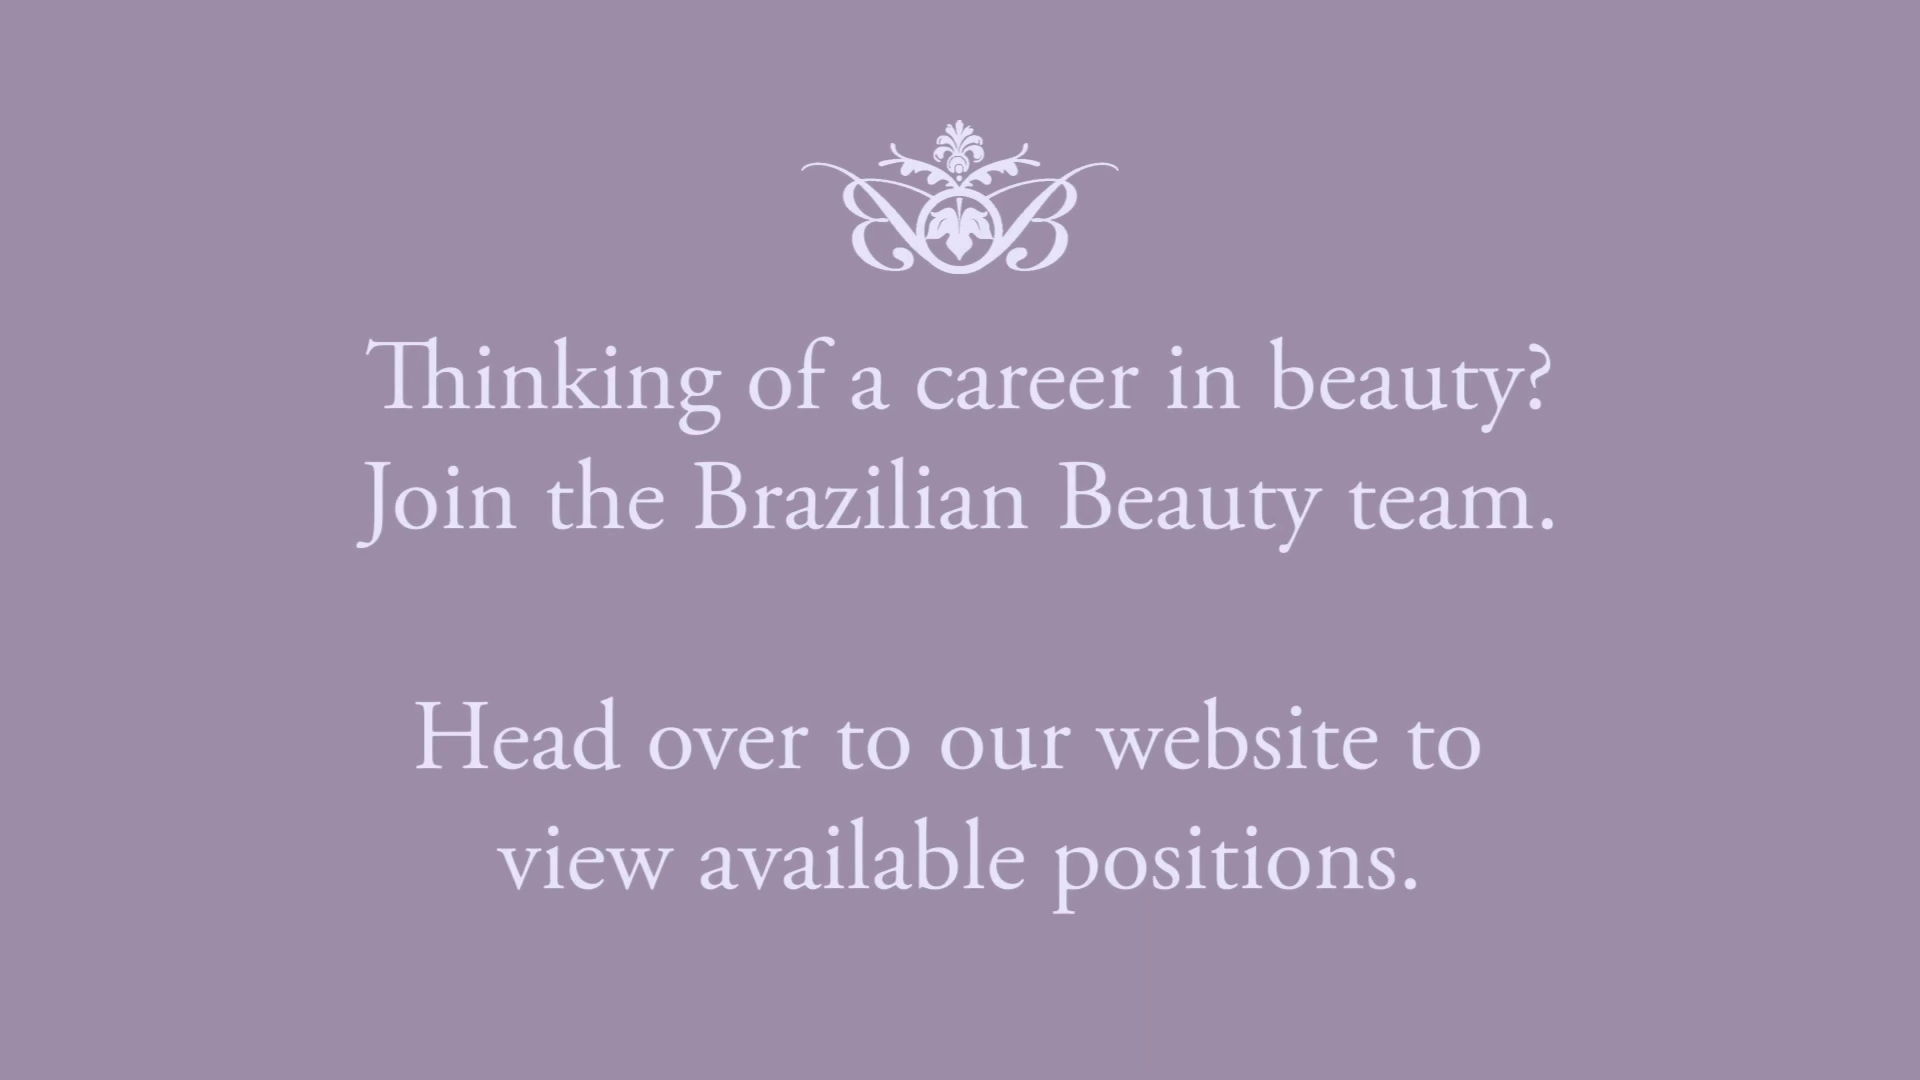 Thinking of a career in beauty?
Join the Brazilian Beauty team.
Head over to our website to
view available positions.